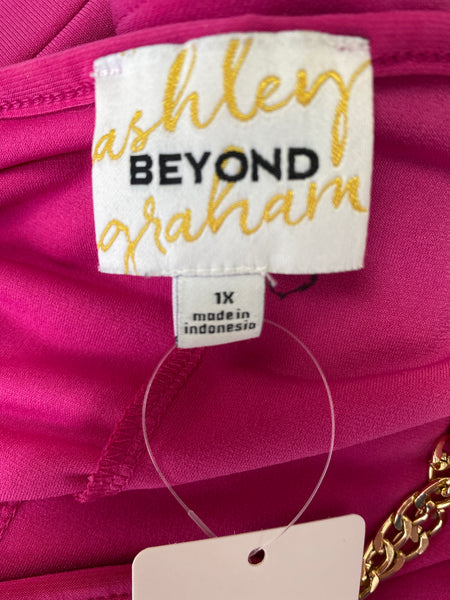 ashley
BEYOND
graham
1X
made in
indonesia